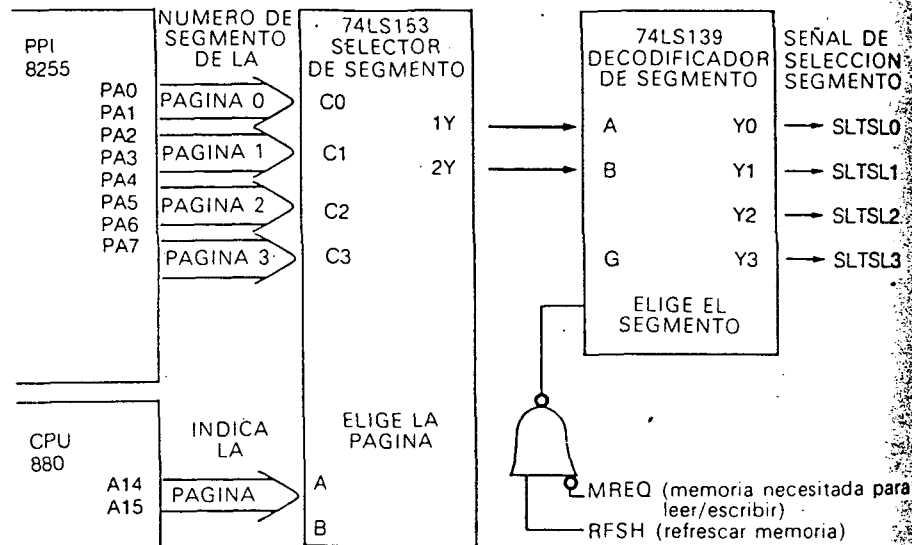 PPI
8255
PA0
PA1
PA2
PA3
PA4
PA5
PA6
PA7
NUMERO DE
SEGMENTO
DE LA
PAGINA 0
PAGINA 1
PAGINA 2
PAGINA 3
74LS153
SELECTOR
DE SEGMENTO
C0
C1
C2
C3
1Y
2Y
ELIGE LA
PAGINA
A
B
CPU
880
A14
A15
INDICA
LA
PAGINA
74LS139
DECODIFICADOR
DE SEGMENTO
A
B
G
Y0
Y1
Y2
Y3
ELIGE EL
SEGMENTO
SEÑAL DE
SELECCION
SEGMENTO
SLTSL0
SLTSL1
SLTSL2
SLTSL3
MREQ (memoria necesitada para
leer/escribir)
RFSH (refrescar memoria)